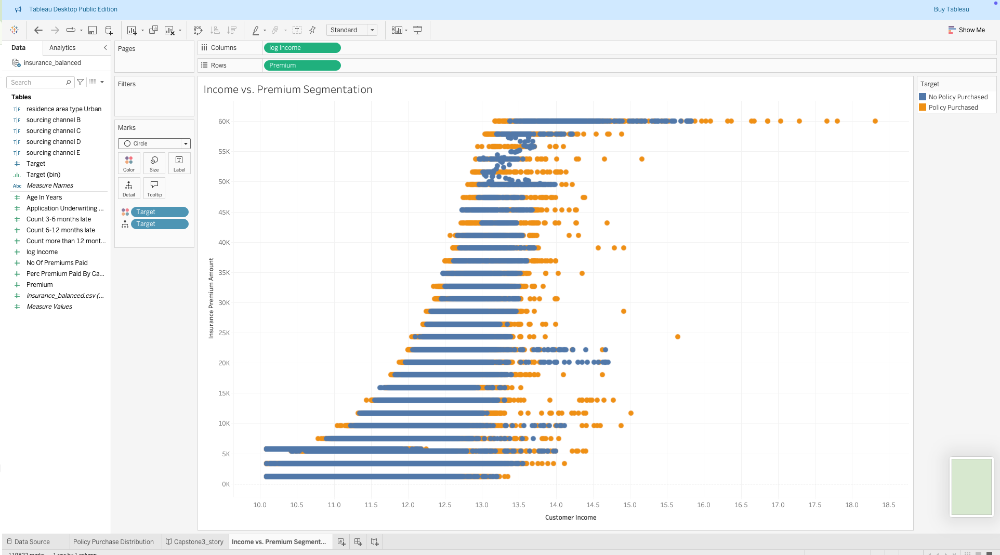 Tableau Desktop Public Edition
Buy Tableau
Standard
Show Me
Data
Analytics
insurance_balanced
Search
Tables
residence area type Urban
sourcing channel B
sourcing channel C
sourcing channel D
sourcing channel E
Target
Target (bin)
Abc Measure Names
Age In Years
Application Underwriting ...
Count 3-6 months late
Count 6-12 months late
Count more than 12 mont...
log Income
No Of Premiums Paid
Perc Premium Paid By Ca...
Premium
insurance_balanced.csv (...
Measure Values
Pages
Filters
Marks
Circle
Color
Size
Label
Detail
Tooltip
Target
Target
Columns
log Income
Rows
Premium
Income vs. Premium Segmentation
Insurance Premium Amount
60K
55K
50K
45K
40K
35K
30K
25K
20K
15K
10K
5K
0K
10.0 10.5 11.0 11.5 12.0 12.5 13.0 13.5 14.0 14.5 15.0 15.5 16.0 16.5 17.0 17.5 18.0 18.5
Customer Income
Target
No Policy Purchased
Policy Purchased
Data Source
Policy Purchase Distribution
Capstone3_story
Income vs. Premium Segment...
119822 marks 1 row by 1 column